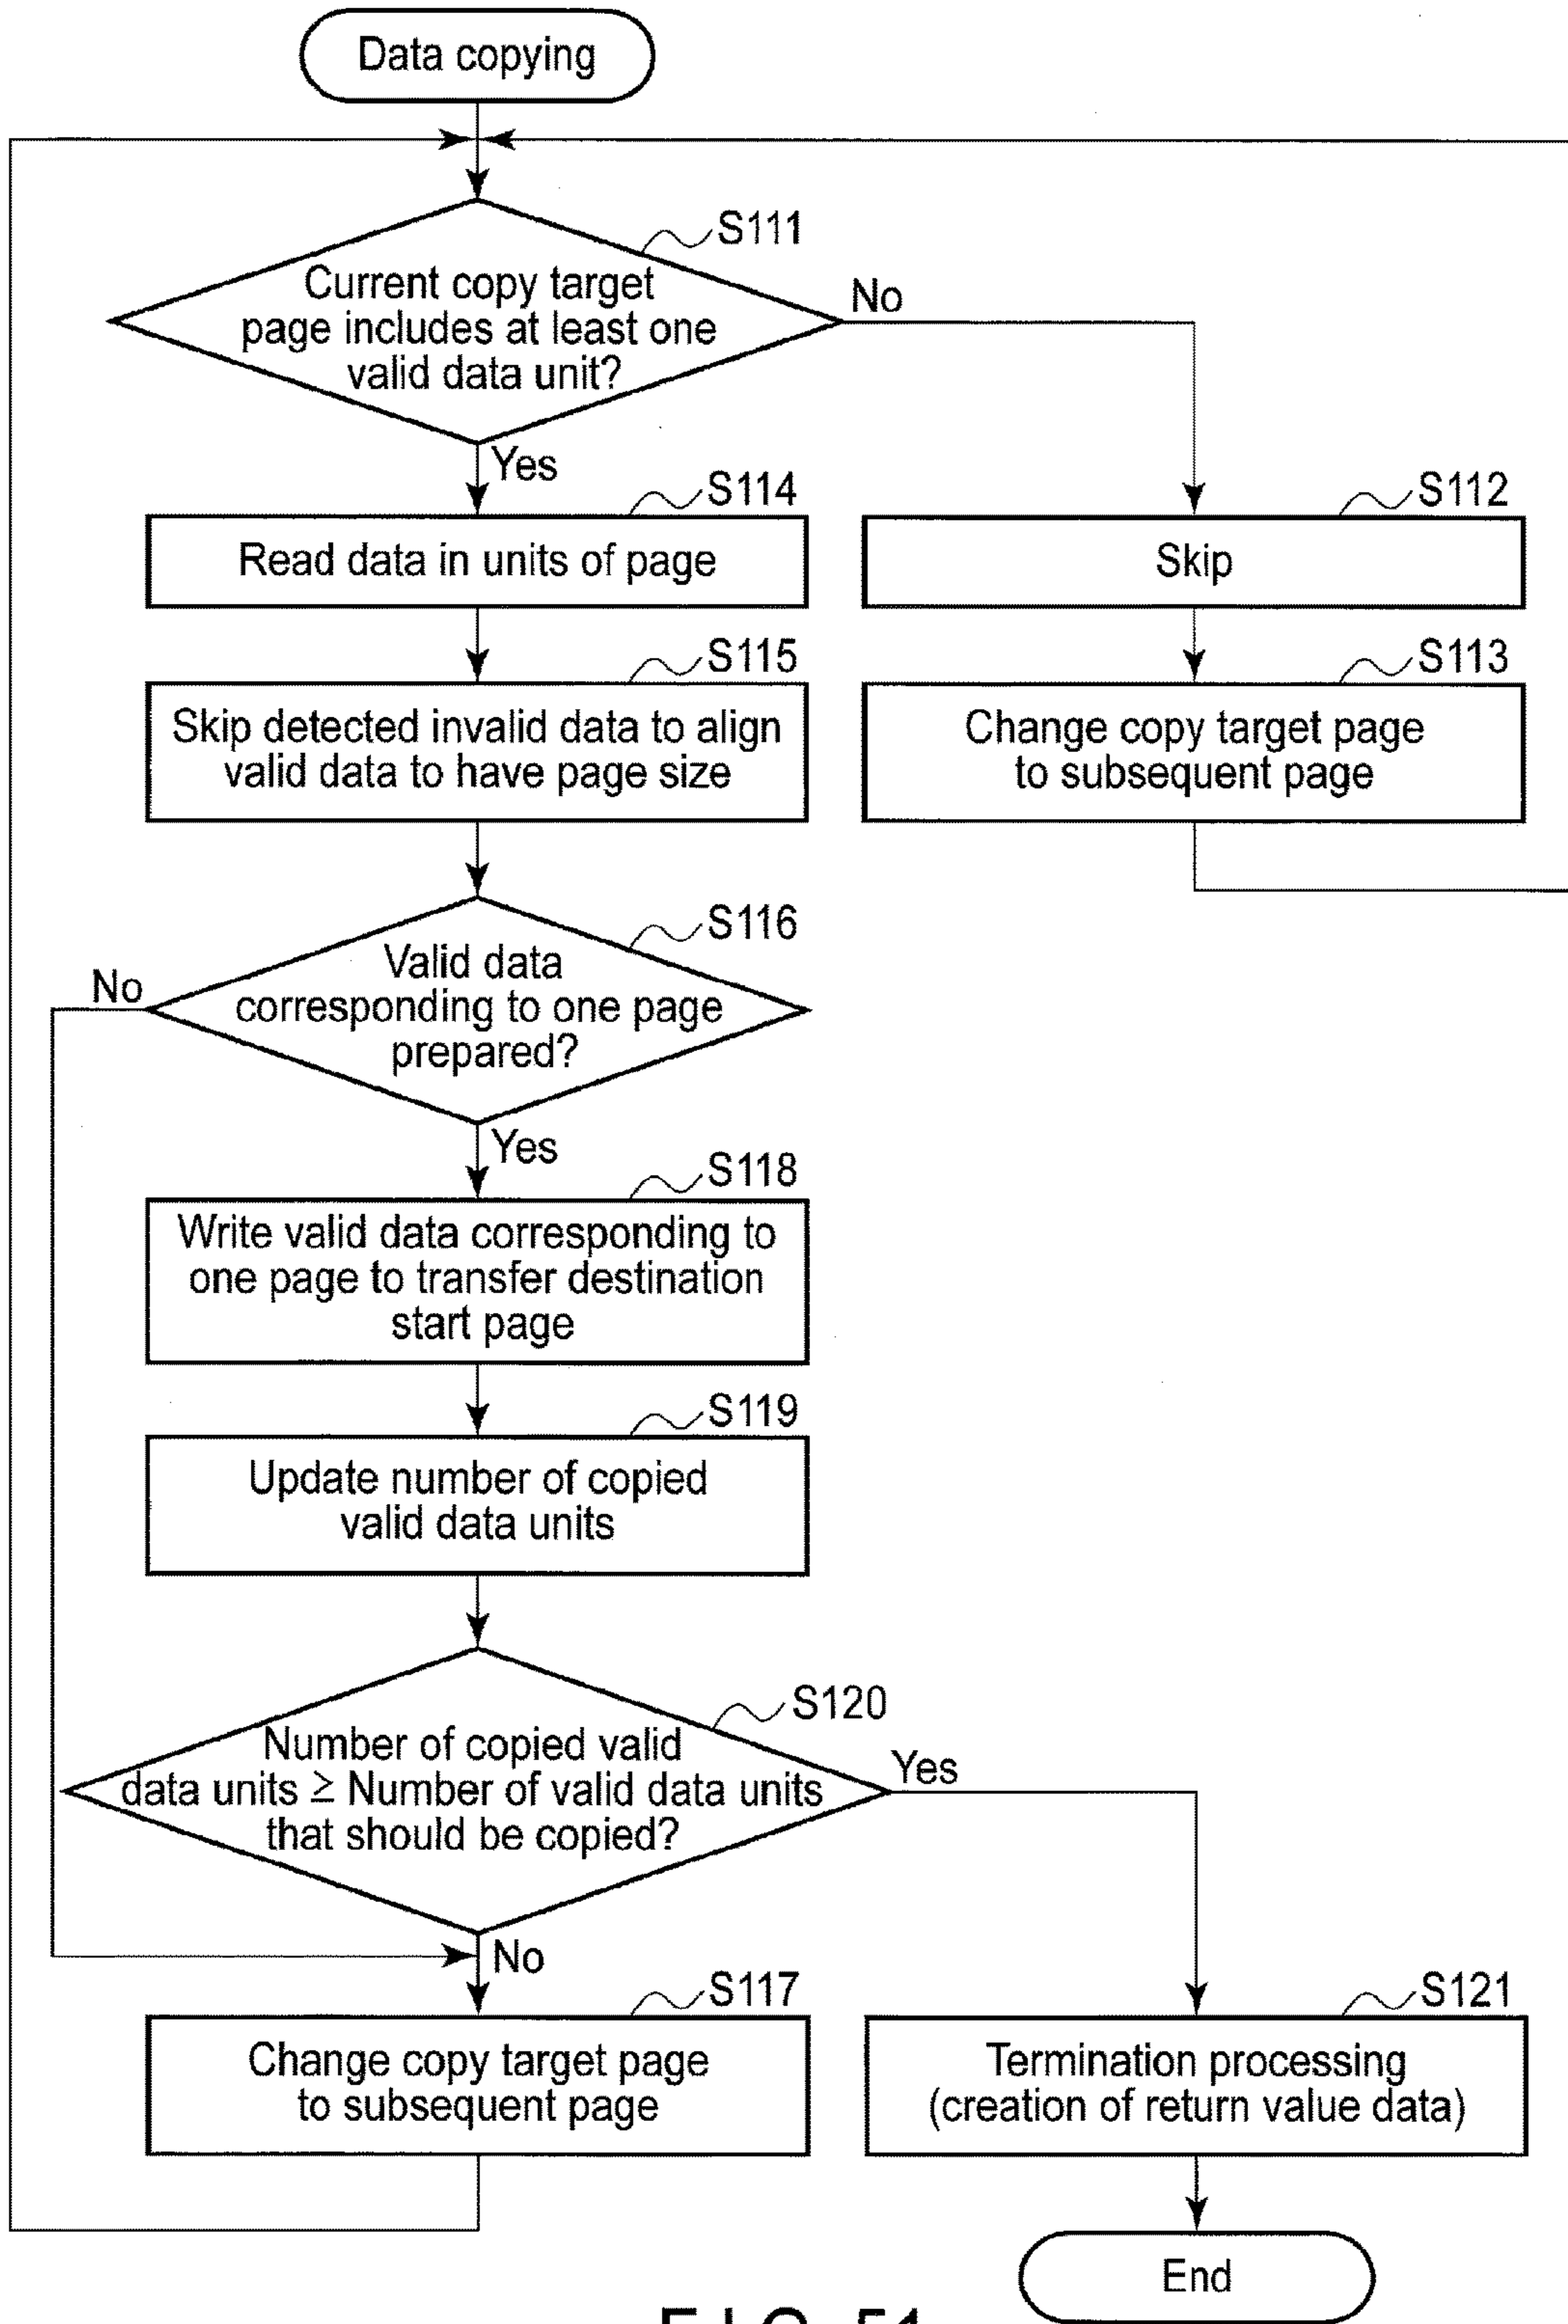 Data copying
S111
Current copy target
page includes at least one
valid data unit?
No
Yes
S114
Read data in units of page
S112
Skip
S115
Skip detected invalid data to align
valid data to have page size
S113
Change copy target page
to subsequent page
S116
Valid data
corresponding to one page
prepared?
No
Yes
S118
Write valid data corresponding to
one page to transfer destination
start page
S119
Update number of copied
valid data units
S120
Number of copied valid
data units ≥ Number of valid data units
that should be copied?
Yes
No
S117
Change copy target page
to subsequent page
S121
Termination processing
(creation of return value data)
End
FIG. 51